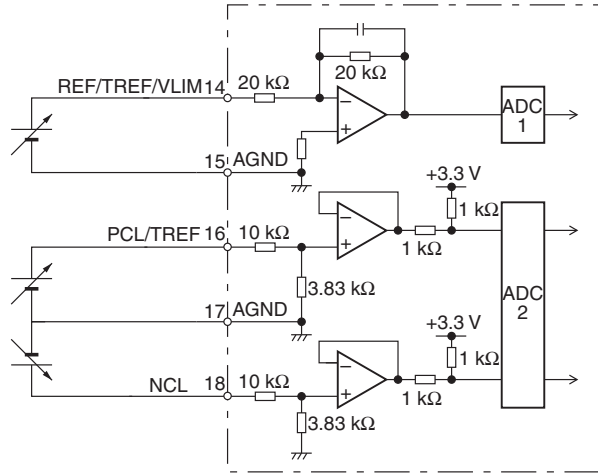 REF/TREF/VLIM 14
20 kΩ
20 kΩ
−
+
ADC
1
15 AGND
+3.3 V
1 kΩ
PCL/TREF 16
10 kΩ
−
+
1 kΩ
3.83 kΩ
ADC
2
17 AGND
+3.3 V
1 kΩ
NCL 18
10 kΩ
−
+
1 kΩ
3.83 kΩ